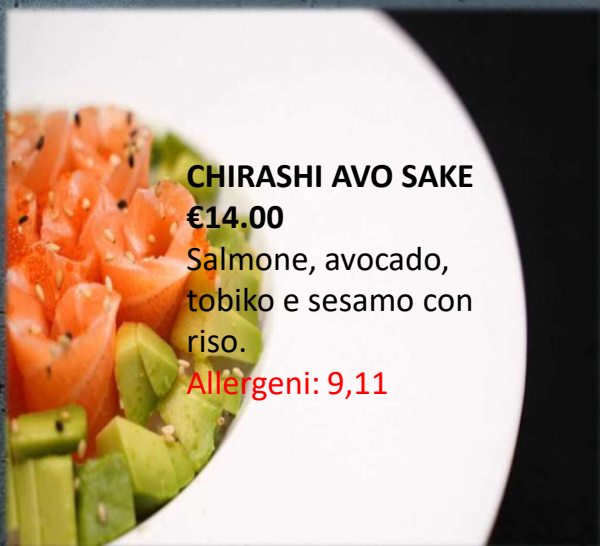 CHIRASHI AVO SAKE
€14.00
Salmone, avocado,
tobiko e sesamo con
riso.
Allergeni: 9,11